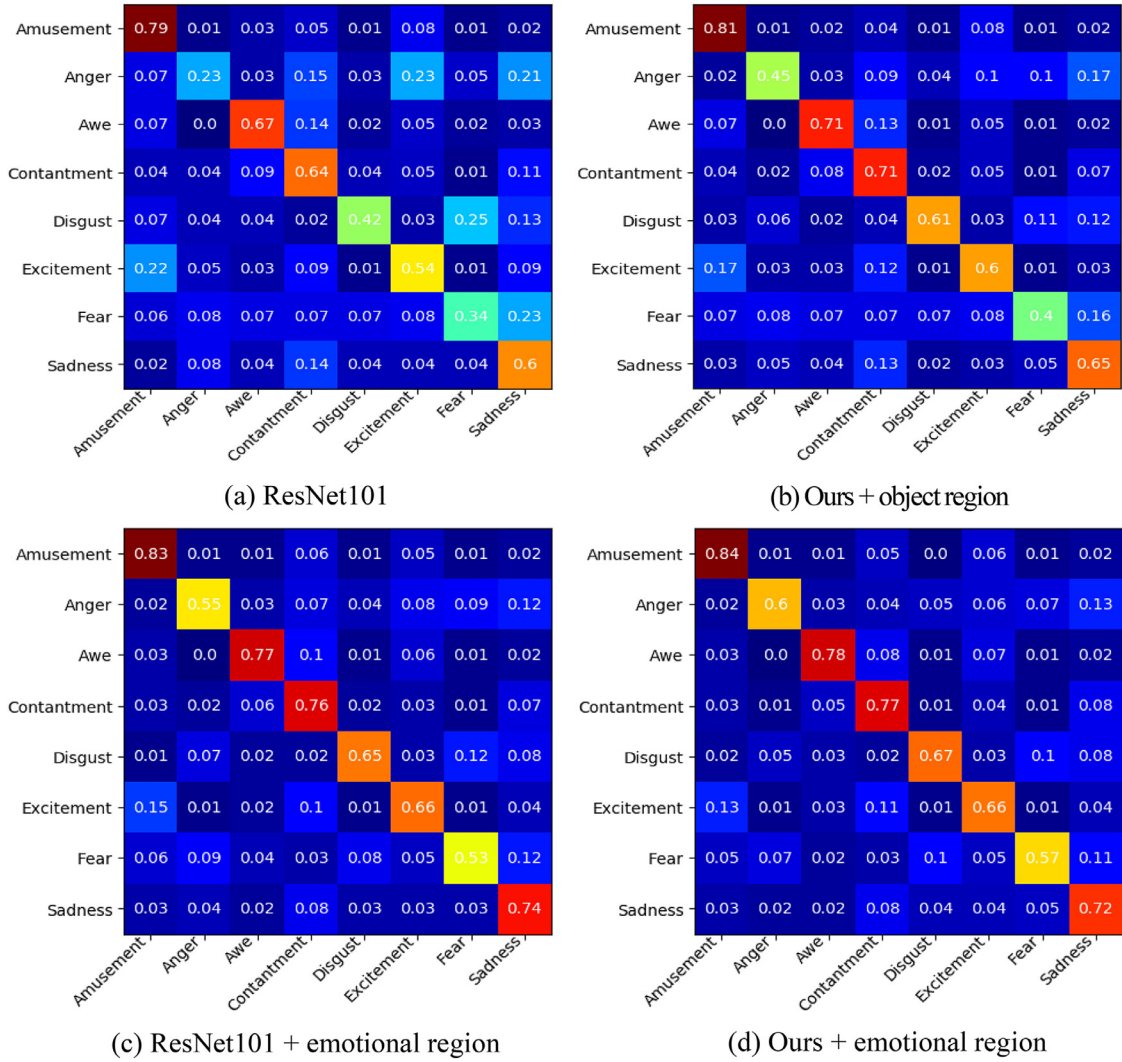 Amusement 0.79 0.01 0.03 0.05 0.01 0.08 0.01 0.02
Anger 0.07 0.23 0.03 0.15 0.03 0.23 0.05 0.21
Awe 0.07 0.0 0.67 0.14 0.02 0.05 0.02 0.03
Contantment 0.04 0.04 0.09 0.64 0.04 0.05 0.01 0.11
Disgust 0.07 0.04 0.04 0.02 0.42 0.03 0.25 0.13
Excitement 0.22 0.05 0.03 0.09 0.01 0.54 0.01 0.09
Fear 0.06 0.08 0.07 0.07 0.07 0.08 0.34 0.23
Sadness 0.02 0.08 0.04 0.14 0.04 0.04 0.04 0.6
Amusement Anger Awe Contantment Disgust Excitement Fear Sadness
(a) ResNet101
Amusement 0.81 0.01 0.02 0.04 0.01 0.08 0.01 0.02
Anger 0.02 0.45 0.03 0.09 0.04 0.1 0.1 0.17
Awe 0.07 0.0 0.71 0.13 0.01 0.05 0.01 0.02
Contantment 0.04 0.02 0.08 0.71 0.02 0.05 0.01 0.07
Disgust 0.03 0.06 0.02 0.04 0.61 0.03 0.11 0.12
Excitement 0.17 0.03 0.03 0.12 0.01 0.6 0.01 0.03
Fear 0.07 0.08 0.07 0.07 0.07 0.08 0.4 0.16
Sadness 0.03 0.05 0.04 0.13 0.02 0.03 0.05 0.65
Amusement Anger Awe Contantment Disgust Excitement Fear Sadness
(b) Ours + object region
Amusement 0.83 0.01 0.01 0.06 0.01 0.05 0.01 0.02
Anger 0.02 0.55 0.03 0.07 0.04 0.08 0.09 0.12
Awe 0.03 0.0 0.77 0.1 0.01 0.06 0.01 0.02
Contantment 0.03 0.02 0.06 0.76 0.02 0.03 0.01 0.07
Disgust 0.01 0.07 0.02 0.02 0.65 0.03 0.12 0.08
Excitement 0.15 0.01 0.02 0.1 0.01 0.66 0.01 0.04
Fear 0.06 0.09 0.04 0.03 0.08 0.05 0.53 0.12
Sadness 0.03 0.04 0.02 0.08 0.03 0.03 0.03 0.74
Amusement Anger Awe Contantment Disgust Excitement Fear Sadness
(c) ResNet101 + emotional region
Amusement 0.84 0.01 0.01 0.05 0.0 0.06 0.01 0.02
Anger 0.02 0.6 0.03 0.04 0.05 0.06 0.07 0.13
Awe 0.03 0.0 0.78 0.08 0.01 0.07 0.01 0.02
Contantment 0.03 0.01 0.05 0.77 0.01 0.04 0.01 0.08
Disgust 0.02 0.05 0.03 0.02 0.67 0.03 0.1 0.08
Excitement 0.13 0.01 0.03 0.11 0.01 0.66 0.01 0.04
Fear 0.05 0.07 0.02 0.03 0.1 0.05 0.57 0.11
Sadness 0.03 0.02 0.02 0.08 0.04 0.04 0.05 0.72
Amusement Anger Awe Contantment Disgust Excitement Fear Sadness
(d) Ours + emotional region